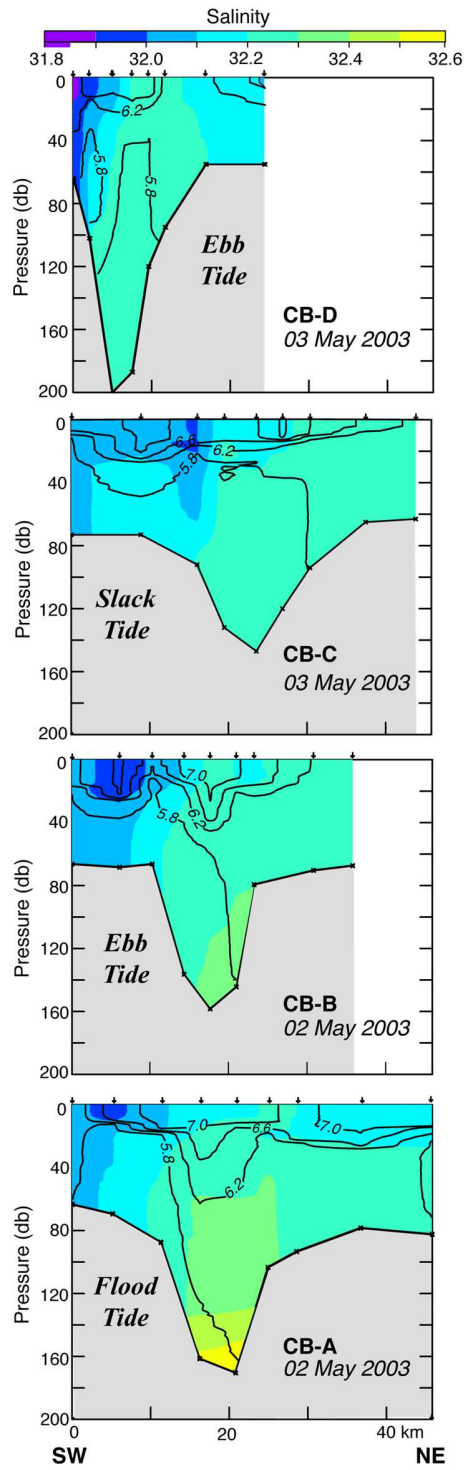 Salinity
31.8 32.0 32.2 32.4 32.6
0
40
80
120
160
200
Pressure (db)
6.2
5.8
5.8
Ebb
Tide
CB-D
03 May 2003
0
40
80
120
160
200
Pressure (db)
6.6
6.2
5.8
Slack
Tide
CB-C
03 May 2003
0
40
80
120
160
200
Pressure (db)
7.0
6.2
5.8
Ebb
Tide
CB-B
02 May 2003
0
40
80
120
160
200
Pressure (db)
7.0
6.6
7.0
5.8
6.2
Flood
Tide
CB-A
02 May 2003
0 20 40 km
SW NE